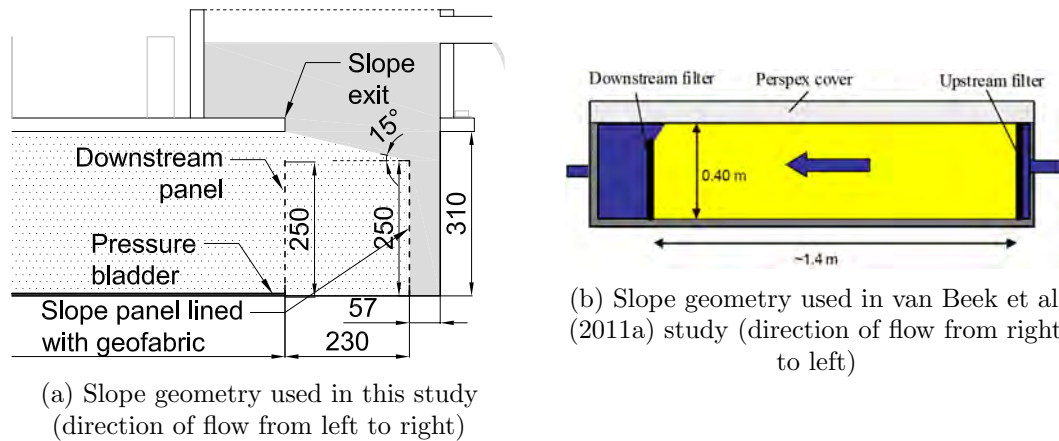 Slope
exit
15°
Downstream
panel
250
250
310
Pressure
bladder
Slope panel lined
with geofabric
57
230
(a) Slope geometry used in this study
(direction of flow from left to right)
Downstream filter
Perspex cover
Upstream filter
0.40 m
~1.4 m
(b) Slope geometry used in van Beek et al
(2011a) study (direction of flow from right
to left)